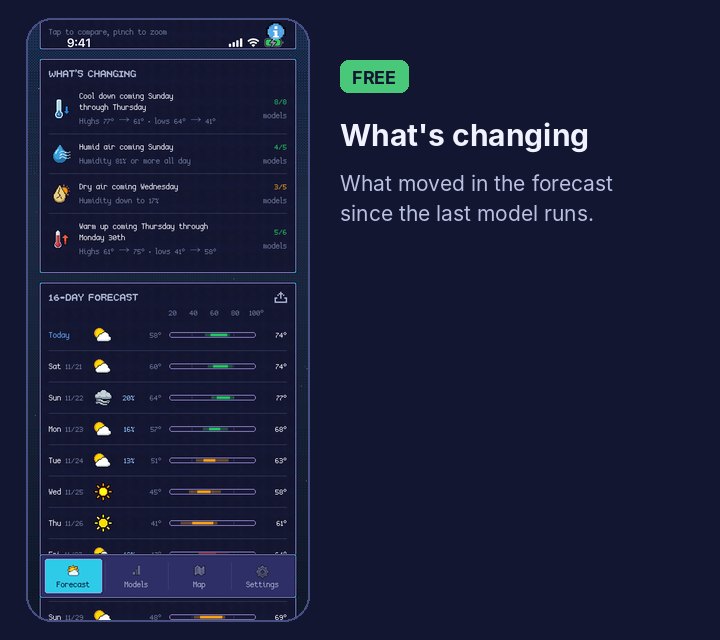 Tap to compare, pinch to zoom
9:41
WHAT'S CHANGING
Cool down coming Sunday
through Thursday
Highs 77° → 61° · lows 64° → 41°
8/8
models
Humid air coming Sunday
Humidity 81% or more all day
4/5
models
Dry air coming Wednesday
Humidity down to 17%
3/5
models
Warm up coming Thursday through
Monday 30th
Highs 61° → 75° · lows 41° → 58°
5/6
models
16-DAY FORECAST
20 40 60 80 100°
Today 58° 74°
Sat 11/21 60° 74°
Sun 11/22 20% 64° 77°
Mon 11/23 16% 57° 68°
Tue 11/24 13% 51° 63°
Wed 11/25 45° 58°
Thu 11/26 41° 61°
Forecast Models Map Settings
Sun 11/29 48° 69°
FREE
What's changing
What moved in the forecast
since the last model runs.